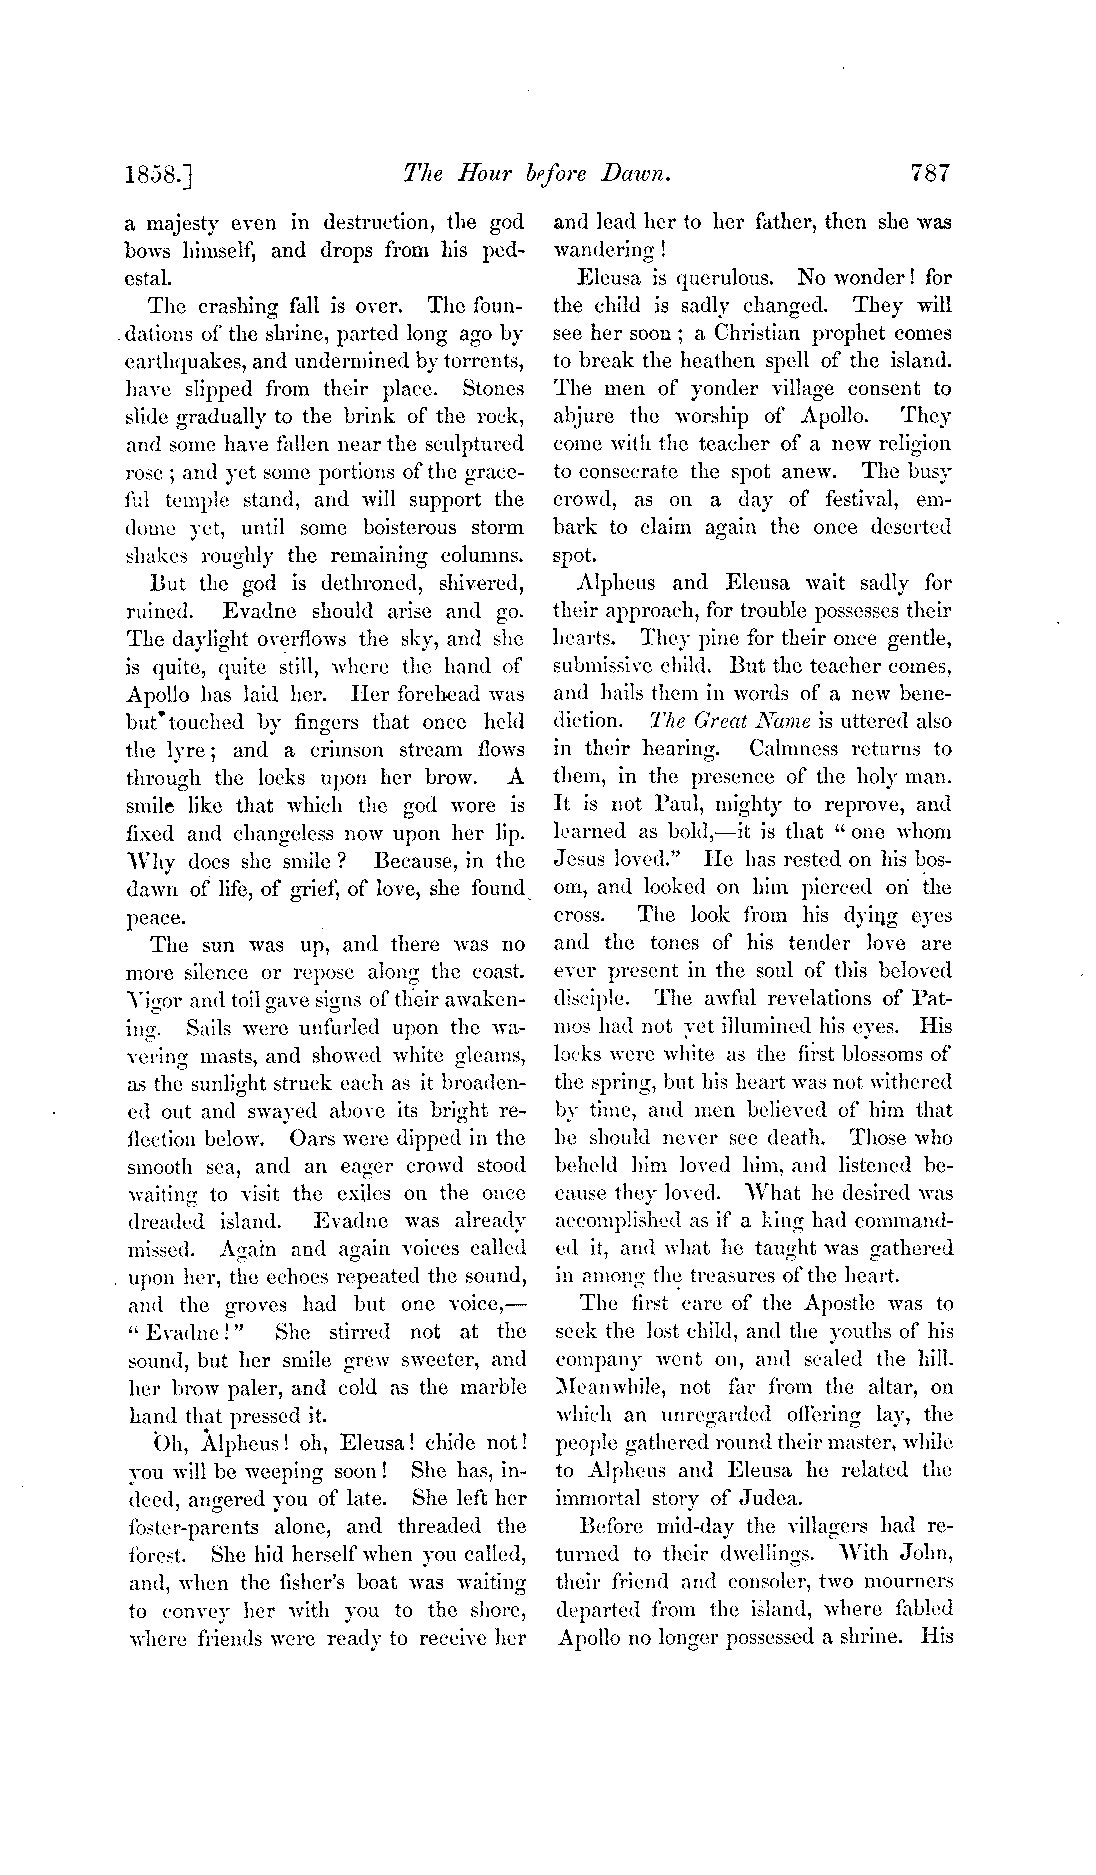 1858.] The Hour before Dawn. 787
a majesty even in destruction, the god
bows himself, and drops from his ped-
estal.
The crashing fall is over. The foun-
dations of the shrine, parted long ago by
earthquakes, and undermined by torrents,
have slipped from their place. Stones
slide gradually to the brink of the rock,
and some have fallen near the sculptured
rose ; and yet some portions of the grace-
ful temple stand, and will support the
dome yet, until some boisterous storm
shakes roughly the remaining columns.
But the god is dethroned, shivered,
ruined. Evadne should arise and go.
The daylight overflows the sky, and she
is quite, quite still, where the hand of
Apollo has laid her. Her forehead was
but touched by fingers that once held
the lyre; and a crimson stream flows
through the locks upon her brow. A
smile like that which the god wore is
fixed and changeless now upon her lip.
Why does she smile ? Because, in the
dawn of life, of grief, of love, she found
peace.
The sun was up, and there was no
more silence or repose along the coast.
Vigor and toil gave signs of their awaken-
ing. Sails were unfurled upon the wa-
vering masts, and showed white gleams,
as the sunlight struck each as it broaden-
ed out and swayed above its bright re-
flection below. Oars were dipped in the
smooth sea, and an eager crowd stood
waiting to visit the exiles on the once
dreaded island. Evadne was already
missed. Again and again voices called
upon her, the echoes repeated the sound,
and the groves had but one voice,—
"Evadne!" She stirred not at the
sound, but her smile grew sweeter, and
her brow paler, and cold as the marble
hand that pressed it.
Oh, Alpheus! oh, Eleusa! chide not!
you will be weeping soon! She has, in-
deed, angered you of late. She left her
foster-parents alone, and threaded the
forest. She hid herself when you called,
and, when the fisher's boat was waiting
to convey her with you to the shore,
where friends were ready to receive her
and lead her to her father, then she was
wandering !
Eleusa is querulous. No wonder! for
the child is sadly changed. They will
see her soon ; a Christian prophet comes
to break the heathen spell of the island.
The men of yonder village consent to
abjure the worship of Apollo. They
come with the teacher of a new religion
to consecrate the spot anew. The busy
crowd, as on a day of festival, em-
bark to claim again the once deserted
spot.
Alpheus and Eleusa wait sadly for
their approach, for trouble possesses their
hearts. They pine for their once gentle,
submissive child. But the teacher comes,
and hails them in words of a new bene-
diction. The Great Name is uttered also
in their hearing. Calmness returns to
them, in the presence of the holy man.
It is not Paul, mighty to reprove, and
learned as bold,—it is that "one whom
Jesus loved." He has rested on his bos-
om, and looked on him pierced on the
cross. The look from his dying eyes
and the tones of his tender love are
ever present in the soul of this beloved
disciple. The awful revelations of Pat-
mos had not yet illumined his eyes. His
locks were white as the first blossoms of
the spring, but his heart was not withered
by time, and men believed of him that
he should never see death. Those who
beheld him loved him, and listened be-
cause they loved. What he desired was
accomplished as if a king had command-
ed it, and what he taught was gathered
in among the treasures of the heart.
The first care of the Apostle was to
seek the lost child, and the youths of his
company went on, and scaled the hill.
Meanwhile, not far from the altar, on
which an unregarded offering lay, the
people gathered round their master, while
to Alpheus and Eleusa he related the
immortal story of Judea.
Before mid-day the villagers had re-
turned to their dwellings. With John,
their friend and consoler, two mourners
departed from the island, where fabled
Apollo no longer possessed a shrine. His